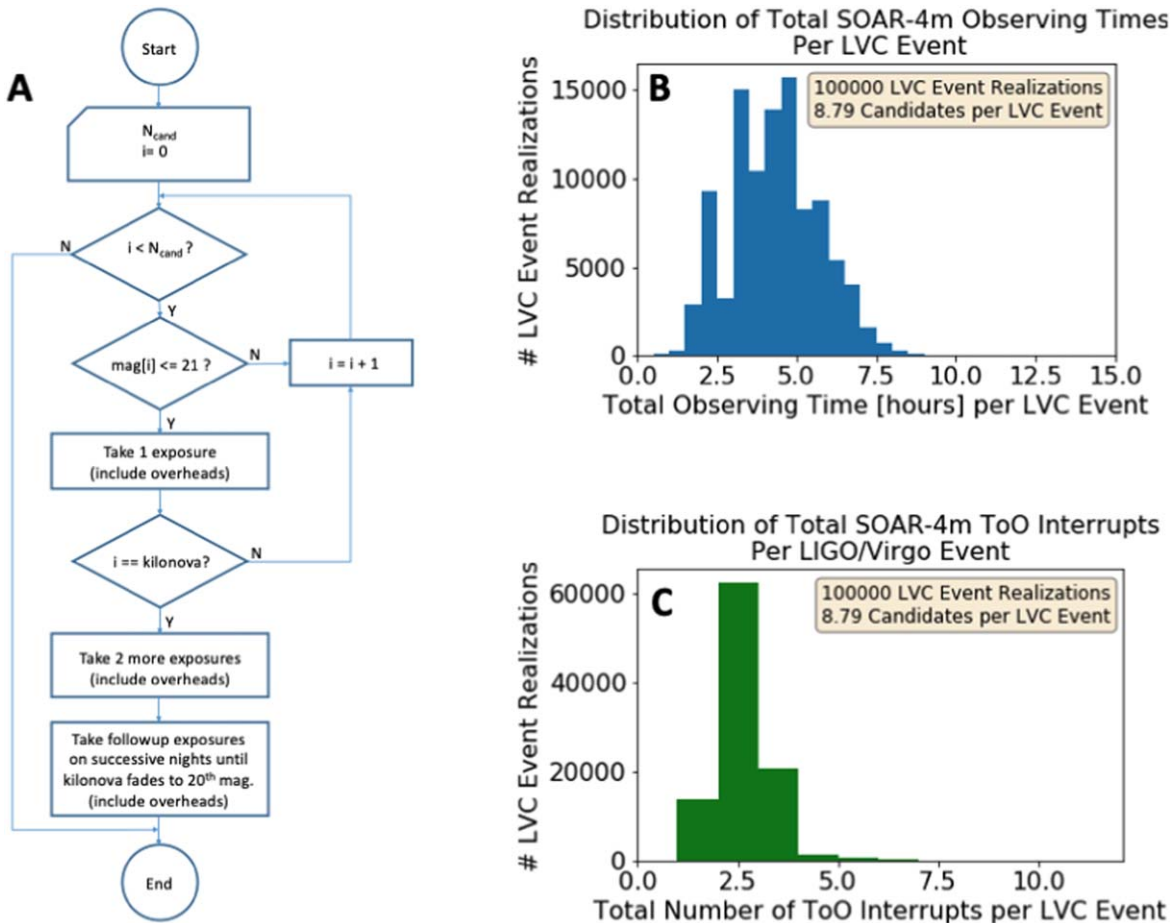 A
Start
N_cand
i= 0
i < N_cand ?
N
Y
mag[i] <= 21 ?
N
i = i + 1
Y
Take 1 exposure
(include overheads)
i == kilonova?
N
Y
Take 2 more exposures
(include overheads)
Take followup exposures
on successive nights until
kilonova fades to 20th mag.
(include overheads)
End
Distribution of Total SOAR-4m Observing Times
Per LVC Event
B
100000 LVC Event Realizations
8.79 Candidates per LVC Event
# LVC Event Realizations
15000
10000
5000
0
0.0 2.5 5.0 7.5 10.0 12.5 15.0
Total Observing Time [hours] per LVC Event
Distribution of Total SOAR-4m ToO Interrupts
Per LIGO/Virgo Event
C
100000 LVC Event Realizations
8.79 Candidates per LVC Event
# LVC Event Realizations
60000
40000
20000
0
0.0 2.5 5.0 7.5 10.0
Total Number of ToO Interrupts per LVC Event